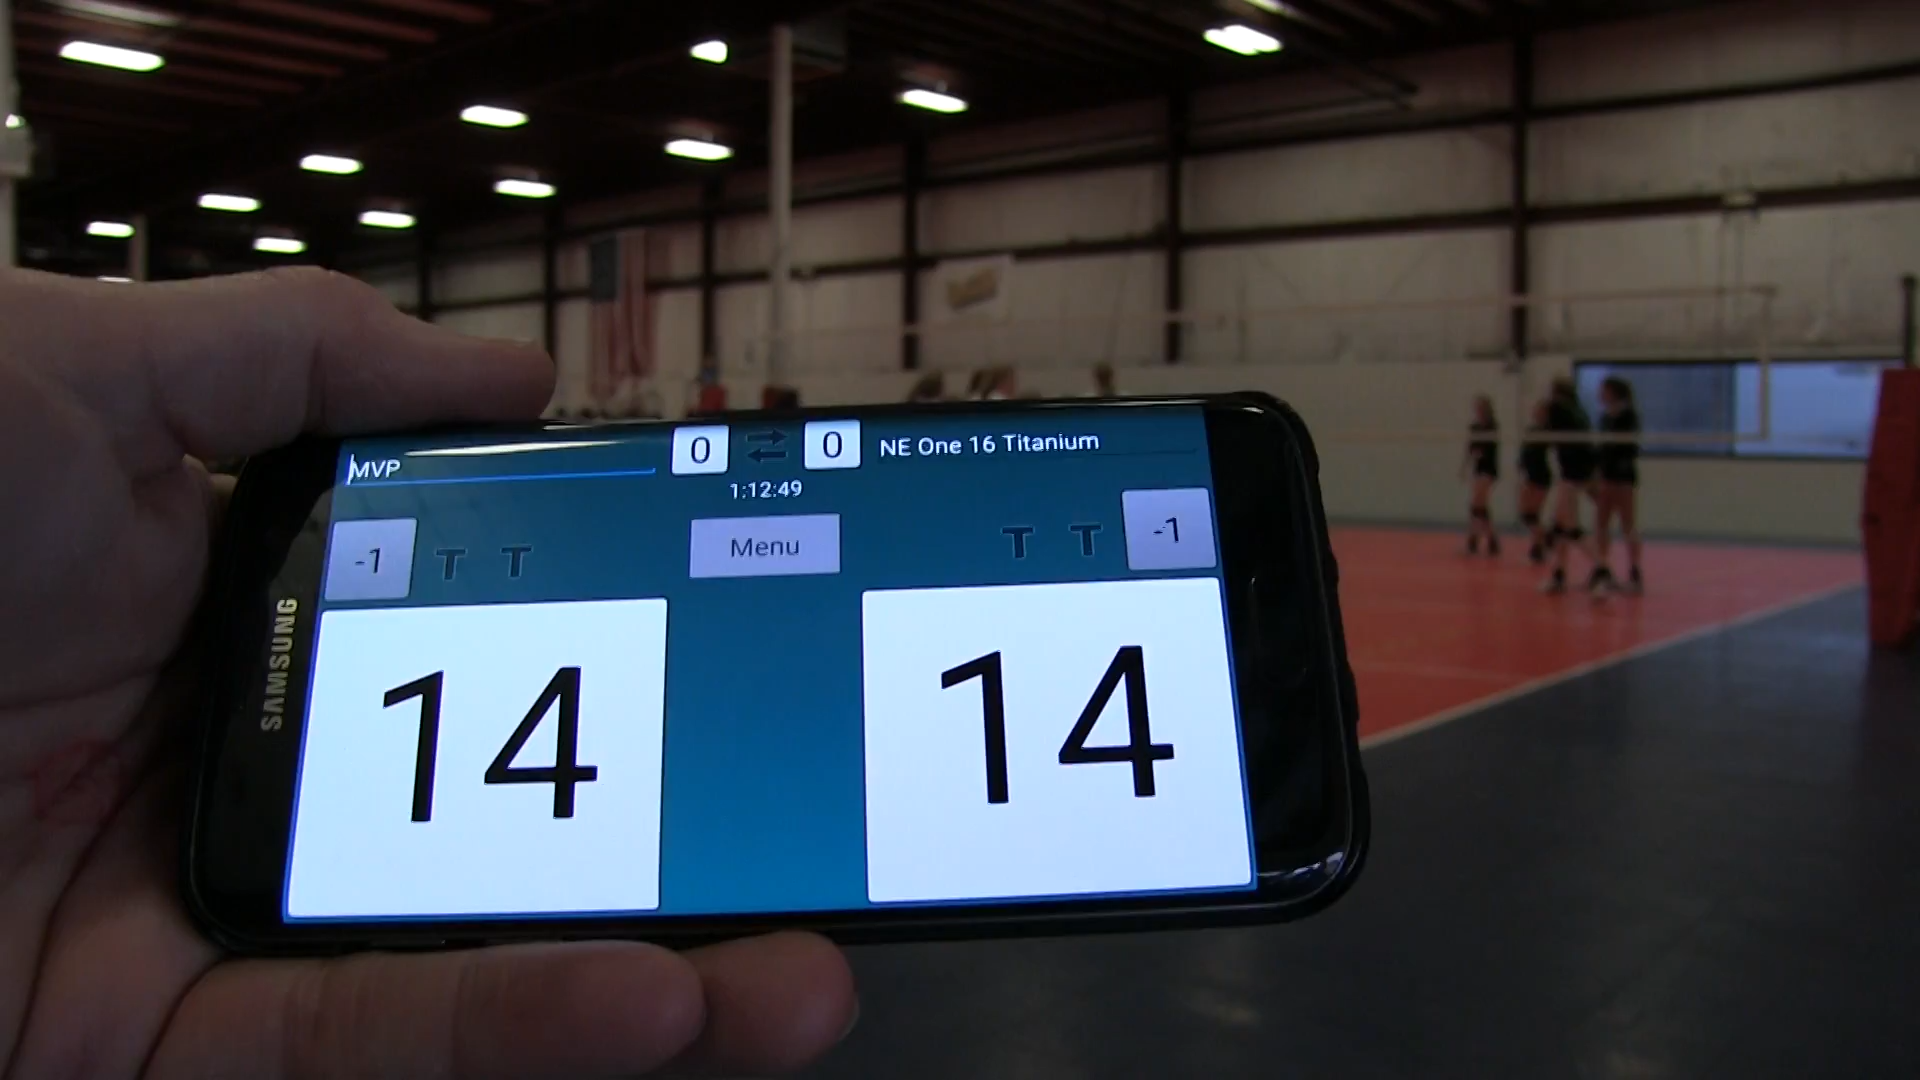 MVP
0
0
NE One 16 Titanium
1:12:49
-1
T T
Menu
T T
-1
14
14
SAMSUNG